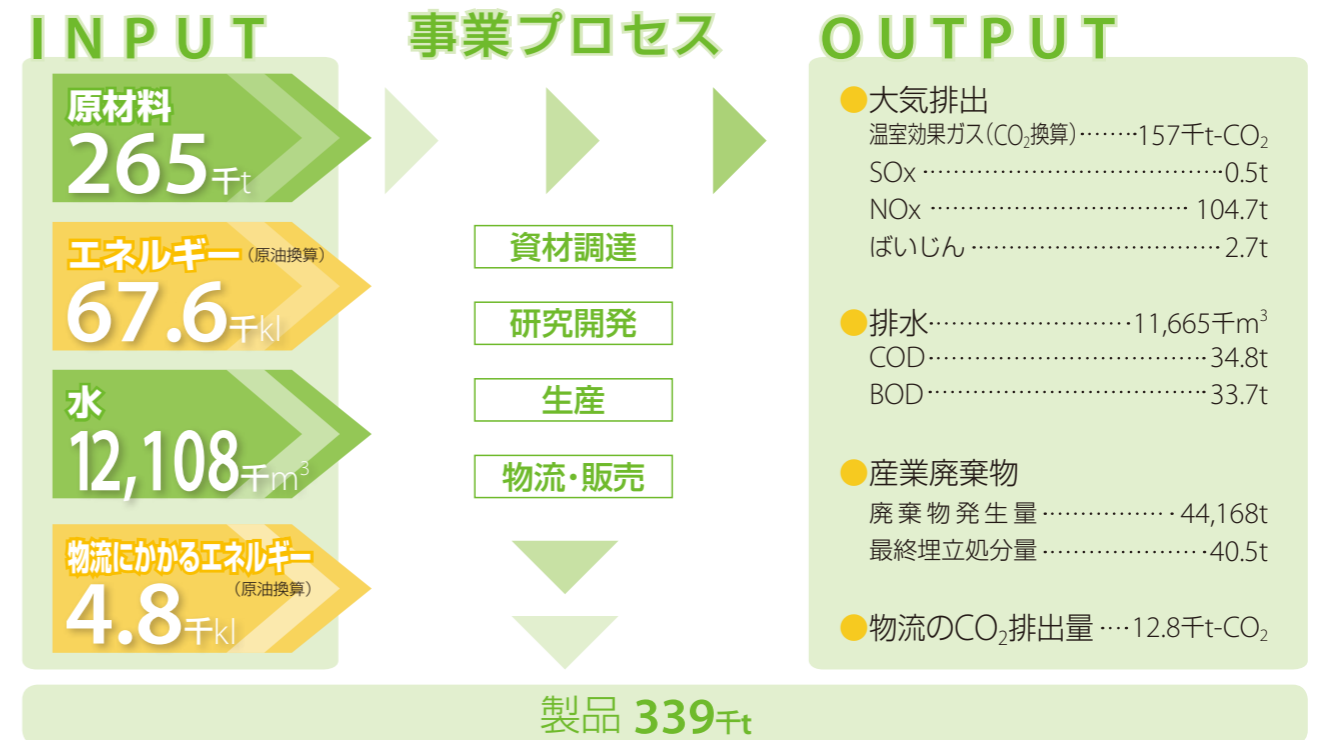 INPUT
原材料
265千t
エネルギー（原油換算）
67.6千kl
水
12,108千m³
物流にかかるエネルギー
（原油換算）
4.8千kl
事業プロセス
資材調達
研究開発
生産
物流・販売
OUTPUT
●大気排出
温室効果ガス（CO₂換算）········157千t-CO₂
SOx ····································0.5t
NOx ································ 104.7t
ばいじん ······························· 2.7t
●排水·························11,665千m³
COD···································34.8t
BOD···································33.7t
●産業廃棄物
廃棄物発生量·················44,168t
最終埋立処分量·····················40.5t
●物流のCO₂排出量 ····12.8千t-CO₂
製品 339千t